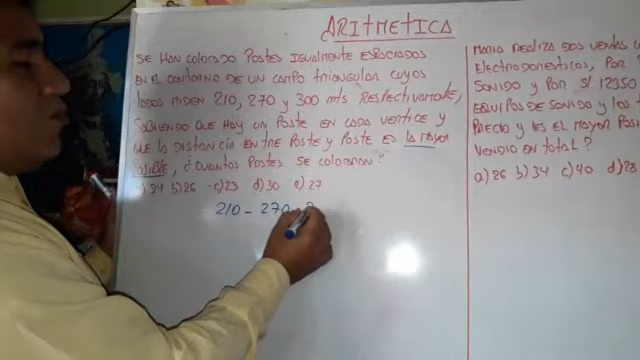 ARITMETICA
SE HAN COLOCADO POSTES IGUALMENTE ESPACIADOS
EN EL CONTORNO DE UN CAMPO TRIANGULAR CUYOS
LADOS MIDEN 210, 270 y 300 mts RESPECTIVAMENTE,
SABIENDO QUE HAY UN POSTE EN CADA VERTICE Y
QUE LA DISTANCIA ENTRE POSTE Y POSTE ES LA MAYOR
POSIBLE, ¿CUANTOS POSTES SE COLOCARON?
b)26 c)23 d)30 e)27
210 - 270
MARIO REALIZA DOS VENTAS
ELECTRODOMESTICOS, POR
SONIDO Y POR S/ 12950
EQUIPOS DE SONIDO Y LOS
PRECIO Y ES EL MAYOR
VENDIO EN TOTAL?
a)26 b)34 c)40 d)28